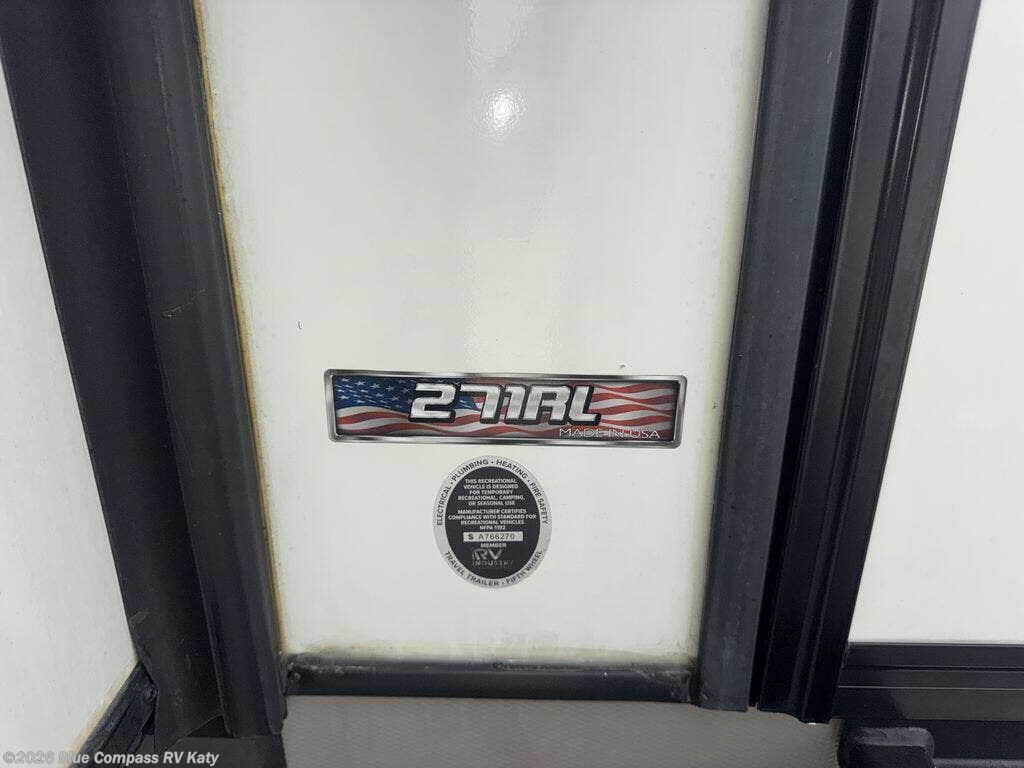 271RL
MADE IN USA
ELECTRICAL • PLUMBING • HEATING • FIRE SAFETY
THIS RECREATIONAL
VEHICLE IS DESIGNED
FOR TEMPORARY
RECREATIONAL, CAMPING,
OR SEASONAL USE
MANUFACTURER CERTIFIES
COMPLIANCE WITH STANDARD FOR
RECREATIONAL VEHICLES
NFPA 1192
S A766270
MEMBER
RV
INDUSTRY
TRAVEL TRAILER • FIFTH WHEEL
©2026 Blue Compass RV Katy